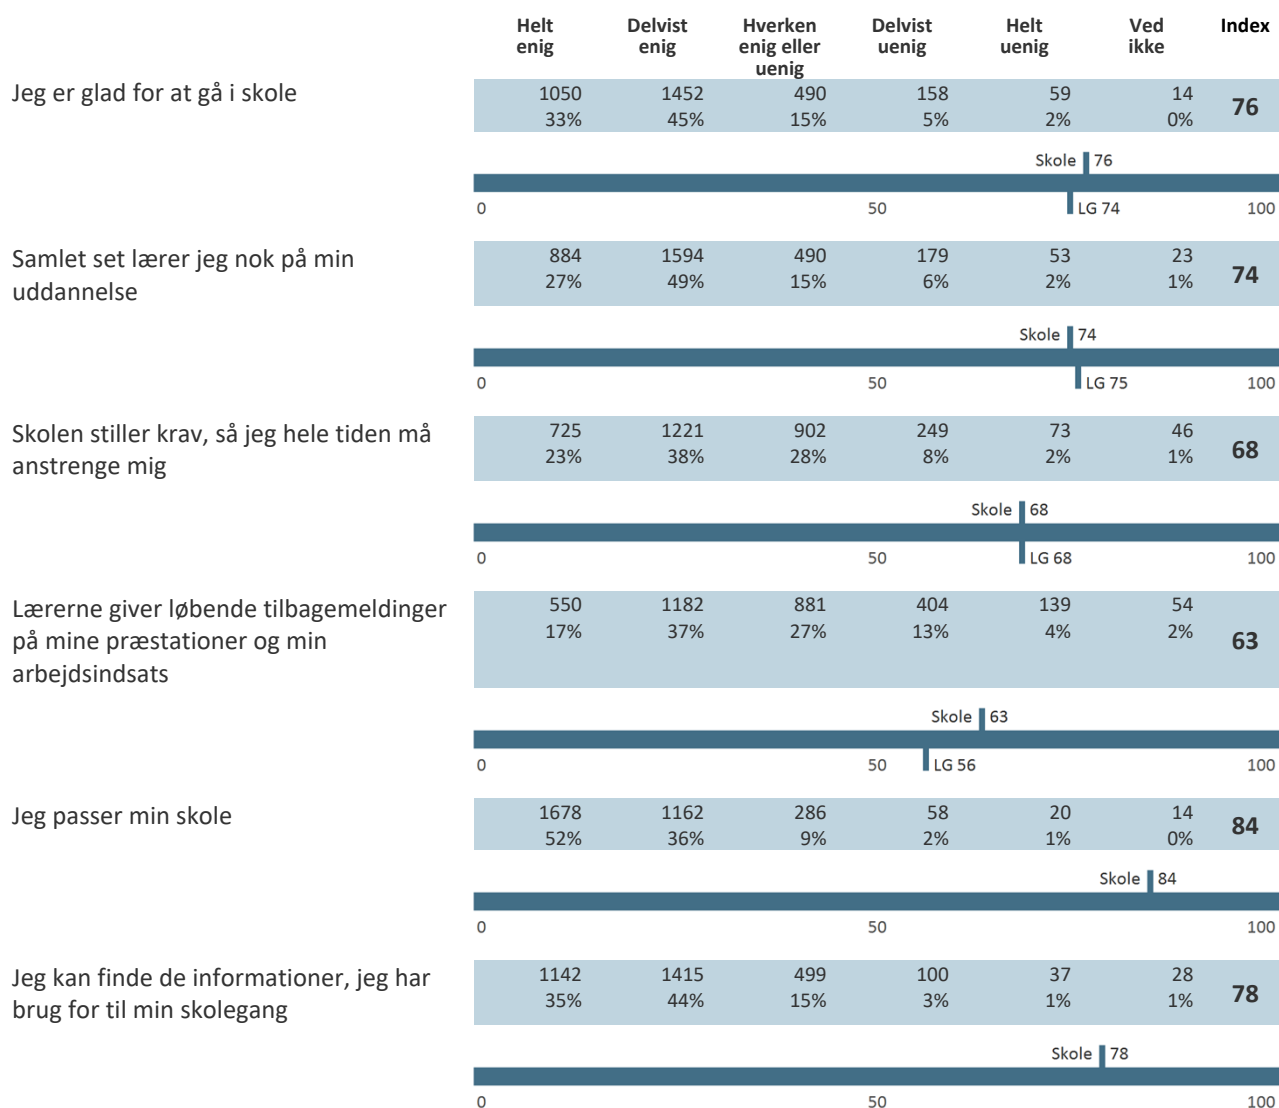 Helt Delvist Hverken Delvist Helt Ved Index
enig enig enig eller uenig uenig ikke
uenig
Jeg er glad for at gå i skole 1050 1452 490 158 59 14 76
33% 45% 15% 5% 2% 0%
Skole 76
0 50 LG 74 100
Samlet set lærer jeg nok på min 884 1594 490 179 53 23 74
uddannelse 27% 49% 15% 6% 2% 1%
Skole 74
0 50 LG 75 100
Skolen stiller krav, så jeg hele tiden må 725 1221 902 249 73 46 68
anstrenge mig 23% 38% 28% 8% 2% 1%
Skole 68
0 50 LG 68 100
Lærerne giver løbende tilbagemeldinger 550 1182 881 404 139 54 63
på mine præstationer og min 17% 37% 27% 13% 4% 2%
arbejdsindsats
Skole 63
0 50 LG 56 100
Jeg passer min skole 1678 1162 286 58 20 14 84
52% 36% 9% 2% 1% 0%
Skole 84
0 50 100
Jeg kan finde de informationer, jeg har 1142 1415 499 100 37 28 78
brug for til min skolegang 35% 44% 15% 3% 1% 1%
Skole 78
0 50 100